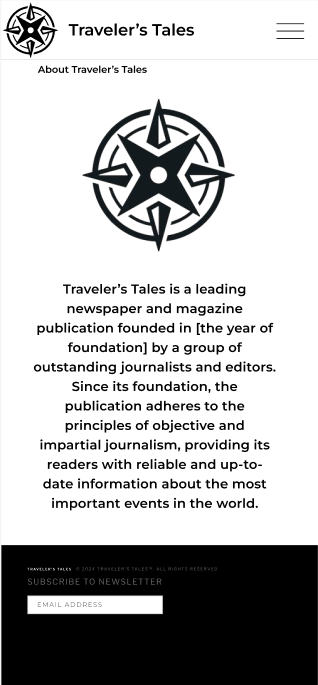 Traveler's Tales
About Traveler's Tales
Traveler's Tales is a leading
newspaper and magazine
publication founded in [the year of
foundation] by a group of
outstanding journalists and editors.
Since its foundation, the
publication adheres to the
principles of objective and
impartial journalism, providing its
readers with reliable and up-to-
date information about the most
important events in the world.
TRAVELER'S TALES © 2024 TRAVELER'S TALES™. ALL RIGHTS RESERVED
SUBSCRIBE TO NEWSLETTER
EMAIL ADDRESS